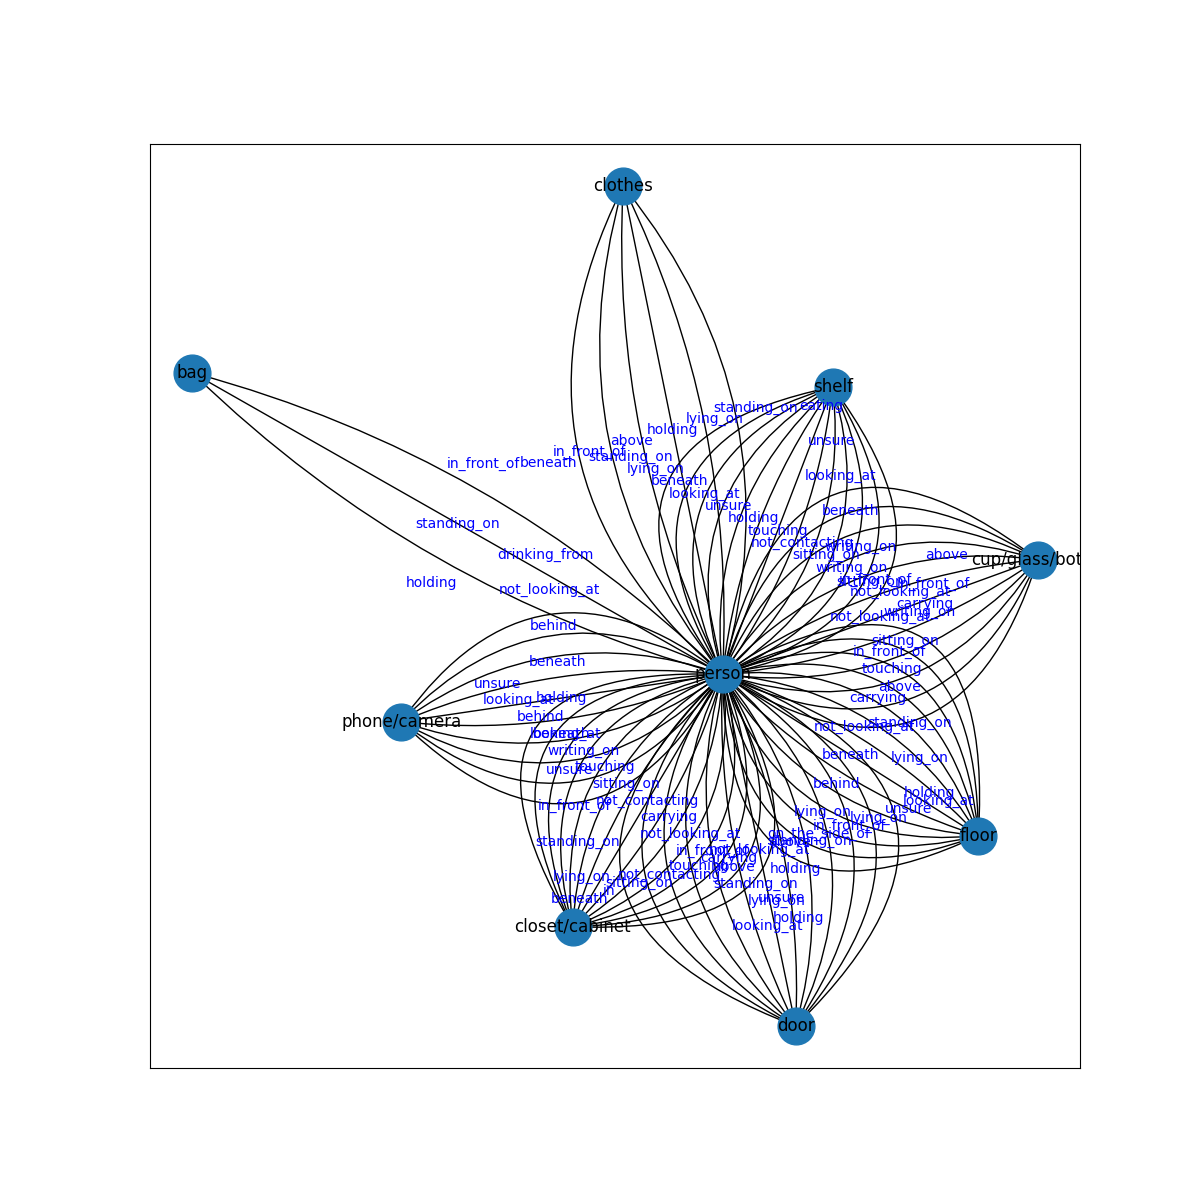 clothes
bag
shelf
standing_on
eating
lying_on
holding
above
unsure
in_front_of
standing_on
in_front_of
beneath
lying_on
looking_at
beneath
looking_at
unsure
beneath
holding
standing_on
touching
not_contacting
writing_on
sitting_on
above
drinking_from
cup/glass/bot
writing_on
in_front_of
sitting_on
in_front_of
holding
not_looking_at
not_looking_at
carrying
writing_on
not_looking_at
behind
sitting_on
in_front_of
beneath
touching
person
unsure
above
looking_at
holding
carrying
behind
phone/camera
standing_on
not_looking_at
beneath
looking_at
writing_on
beneath
lying_on
unsure
touching
sitting_on
behind
holding
not_contacting
looking_at
in_front_of
unsure
lying_on
carrying
lying_on
in_front_of
not_looking_at
on_the_side_of
floor
standing_on
standing_on
in_front_of
not_looking_at
carrying
touching
above
holding
not_contacting
lying_on
sitting_on
standing_on
in
beneath
unsure
lying_on
holding
looking_at
closet/cabinet
door